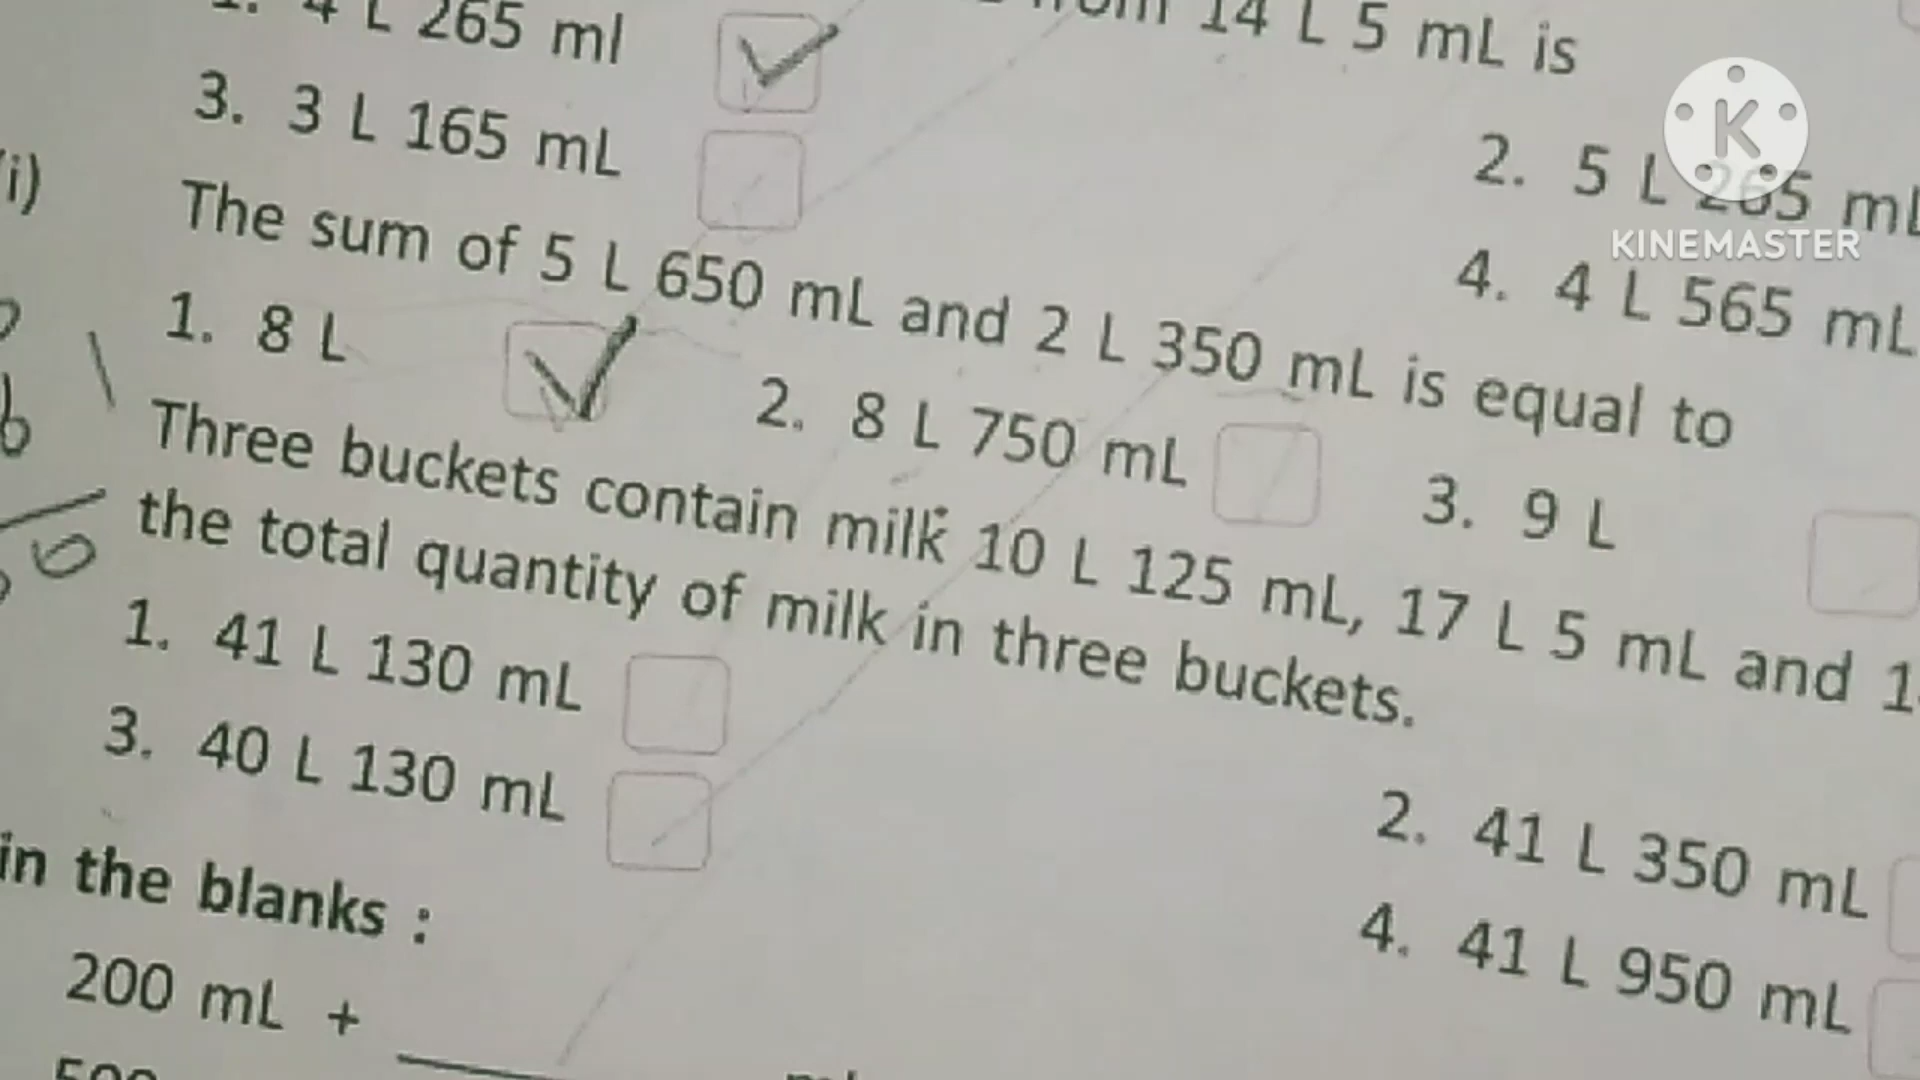 4 L 265 ml
from 14 L 5 mL is
3. 3 L 165 mL
2. 5 L 265 mL
4. 4 L 565 mL
i)
The sum of 5 L 650 mL and 2 L 350 mL is equal to
1. 8 L
2. 8 L 750 mL
3. 9 L
Three buckets contain milk 10 L 125 mL, 17 L 5 mL and
the total quantity of milk in three buckets.
1. 41 L 130 mL
2. 41 L 350 mL
3. 40 L 130 mL
4. 41 L 950 mL
in the blanks :
200 mL +
K
KINEMASTER